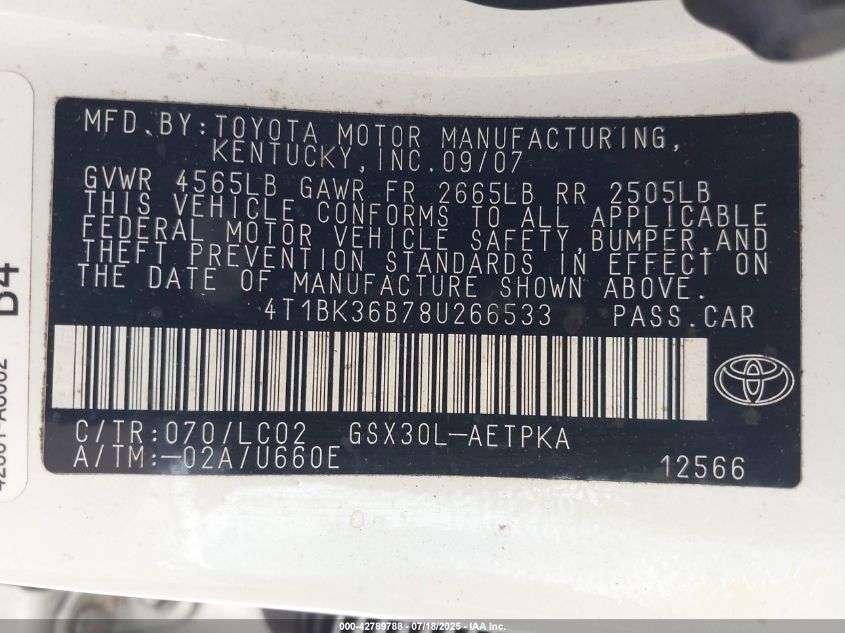 MFD.BY:TOYOTA MOTOR MANUFACTURING,
KENTUCKY,INC.09/07
GVWR 4565LB GAWR FR 2665LB RR 2505LB
THIS VEHICLE CONFORMS TO ALL APPLICABLE
FEDERAL MOTOR VEHICLE SAFETY,BUMPER,AND
THEFT PREVENTION STANDARDS IN EFFECT ON
THE DATE OF MANUFACTURE SHOWN ABOVE.
4T1BK36B78U266533 PASS.CAR
C/TR:070/LC02 GSX30L-AETPKA
A/TM:-02A/U660E 12566
B4
000-42789788 - 07/18/2025 - IAA Inc.